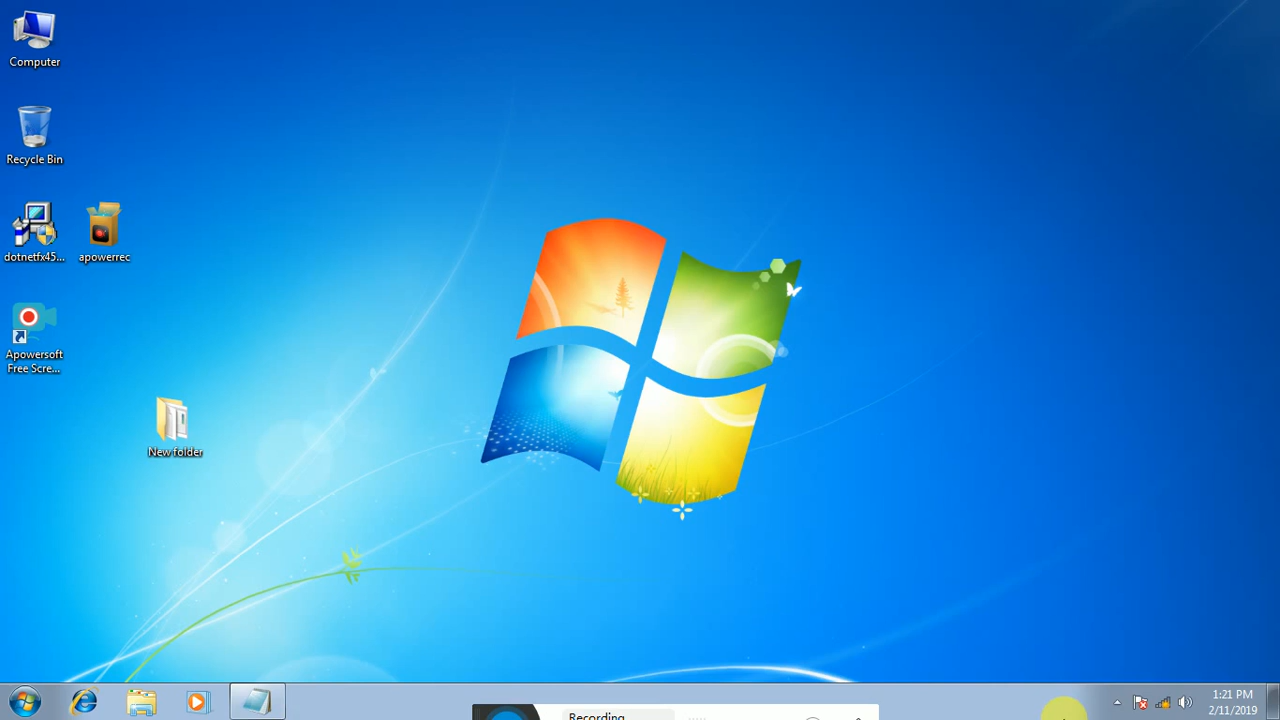 Computer
Recycle Bin
dotnetfx45...
apowerrec
Apowersoft
Free Scre...
New folder
Recording
1:21 PM
2/11/2019